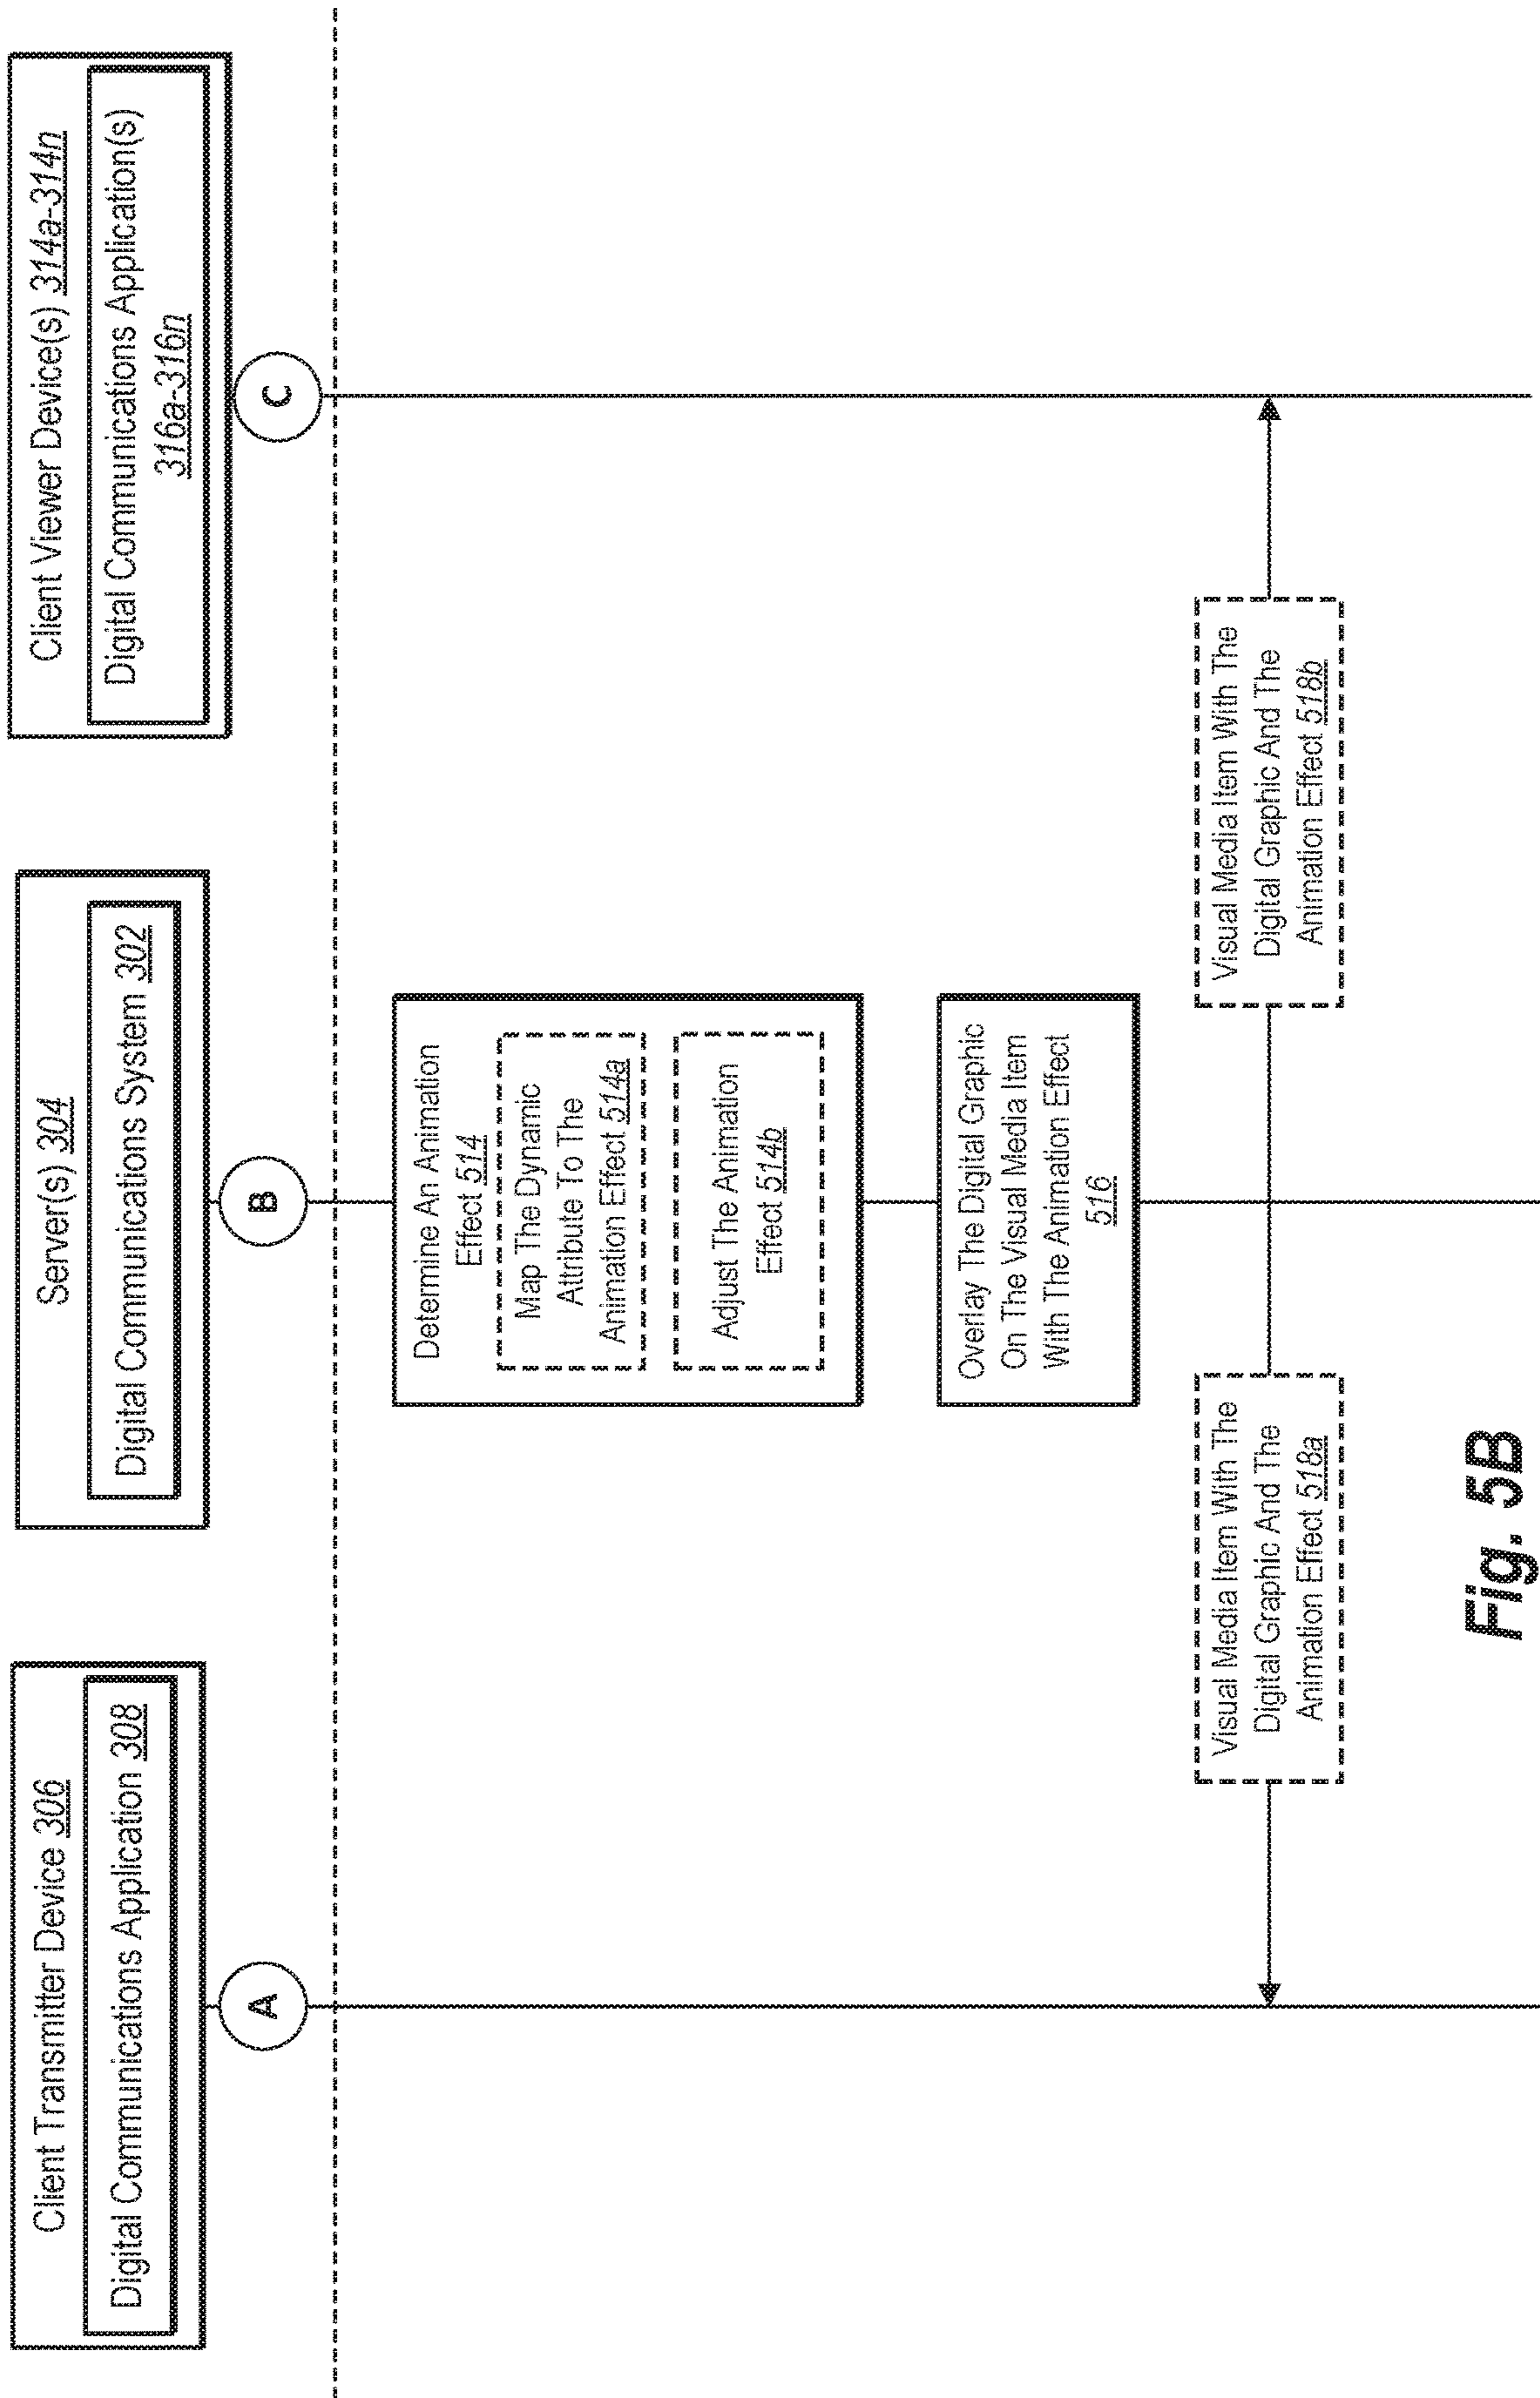 Client Transmitter Device 306
Digital Communications Application 308
A
Server(s) 304
Digital Communications System 302
B
Client Viewer Device(s) 314a-314n
Digital Communications Application(s)
316a-316n
C
Determine An Animation
Effect 514
Map The Dynamic
Attribute To The
Animation Effect 514a
Adjust The Animation
Effect 514b
Overlay The Digital Graphic
On The Visual Media Item
With The Animation Effect
516
Visual Media Item With The
Digital Graphic And The
Animation Effect 518a
Visual Media Item With The
Digital Graphic And The
Animation Effect 518b
Fig. 5B